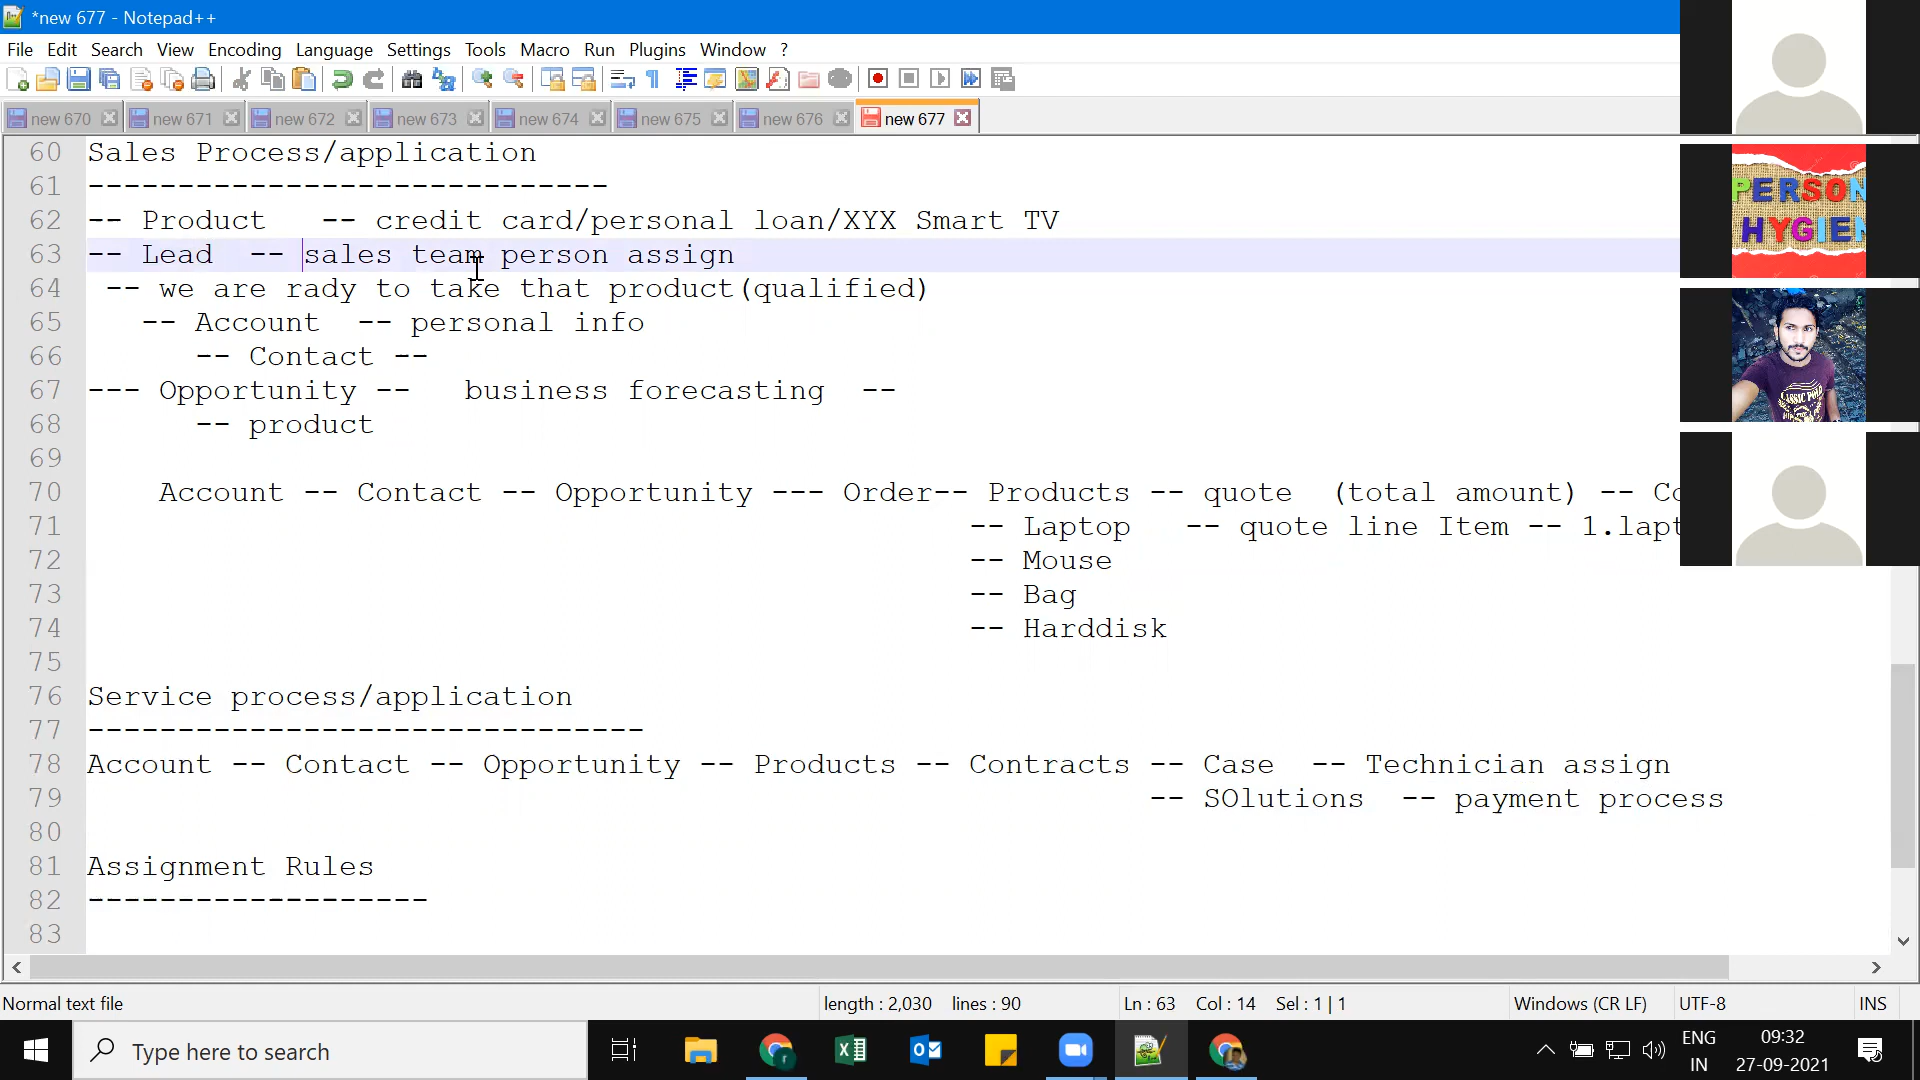 *new 677 - Notepad++
File Edit Search View Encoding Language Settings Tools Macro Run Plugins Window ?
new 670 new 671 new 672 new 673 new 674 new 675 new 676 new 677
60 Sales Process/application
61 -----------------------------
62 -- Product   -- credit card/personal loan/XYX Smart TV
63 -- Lead  -- sales team person assign
64  -- we are rady to take that product(qualified)
65    -- Account  -- personal info
66       -- Contact --
67 --- Opportunity --   business forecasting  --
68       -- product
69
70     Account -- Contact -- Opportunity --- Order-- Products -- quote  (total amount) -- Co
71                                                  -- Laptop   -- quote line Item -- 1.lapt
72                                                  -- Mouse
73                                                  -- Bag
74                                                  -- Harddisk
75
76 Service process/application
77 -------------------------------
78 Account -- Contact -- Opportunity -- Products -- Contracts -- Case  -- Technician assign
79                                                            -- SOlutions  -- payment process
80
81 Assignment Rules
82 -------------------
83
PERSON
HYGIEN
CLASSIC POLO
Normal text file length : 2,030 lines : 90 Ln : 63 Col : 14 Sel : 1 | 1 Windows (CR LF) UTF-8 INS
Type here to search
ENG
IN
09:32
27-09-2021